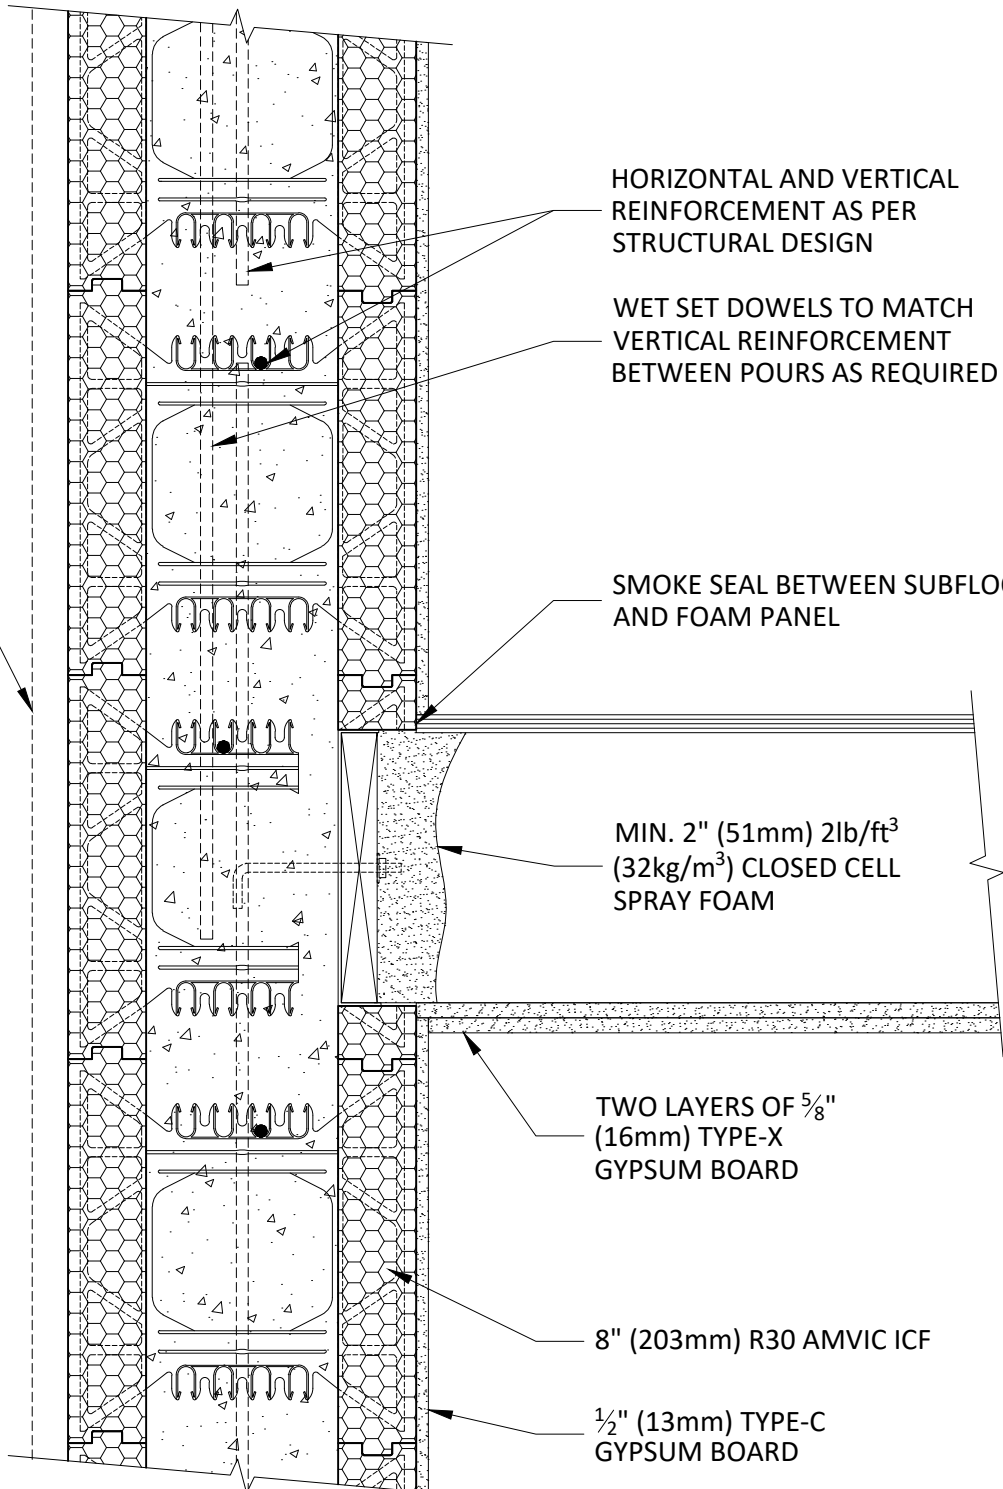 HORIZONTAL AND VERTICAL
REINFORCEMENT AS PER
STRUCTURAL DESIGN
WET SET DOWELS TO MATCH
VERTICAL REINFORCEMENT
BETWEEN POURS AS REQUIRED
SMOKE SEAL BETWEEN SUBFLO
AND FOAM PANEL
MIN. 2" (51mm) 2lb/ft³
(32kg/m³) CLOSED CELL
SPRAY FOAM
TWO LAYERS OF ⅝"
(16mm) TYPE-X
GYPSUM BOARD
8" (203mm) R30 AMVIC ICF
½" (13mm) TYPE-C
GYPSUM BOARD